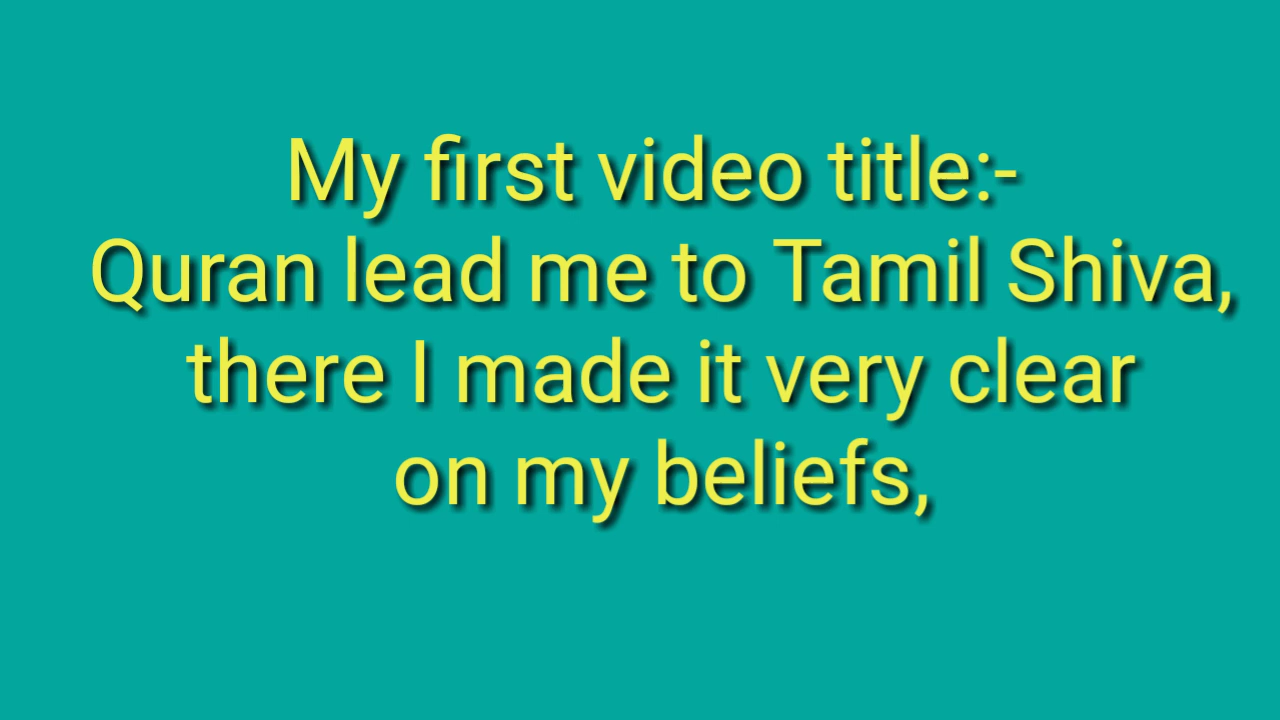 My first video title:-
Quran lead me to Tamil Shiva,
there I made it very clear
on my beliefs,